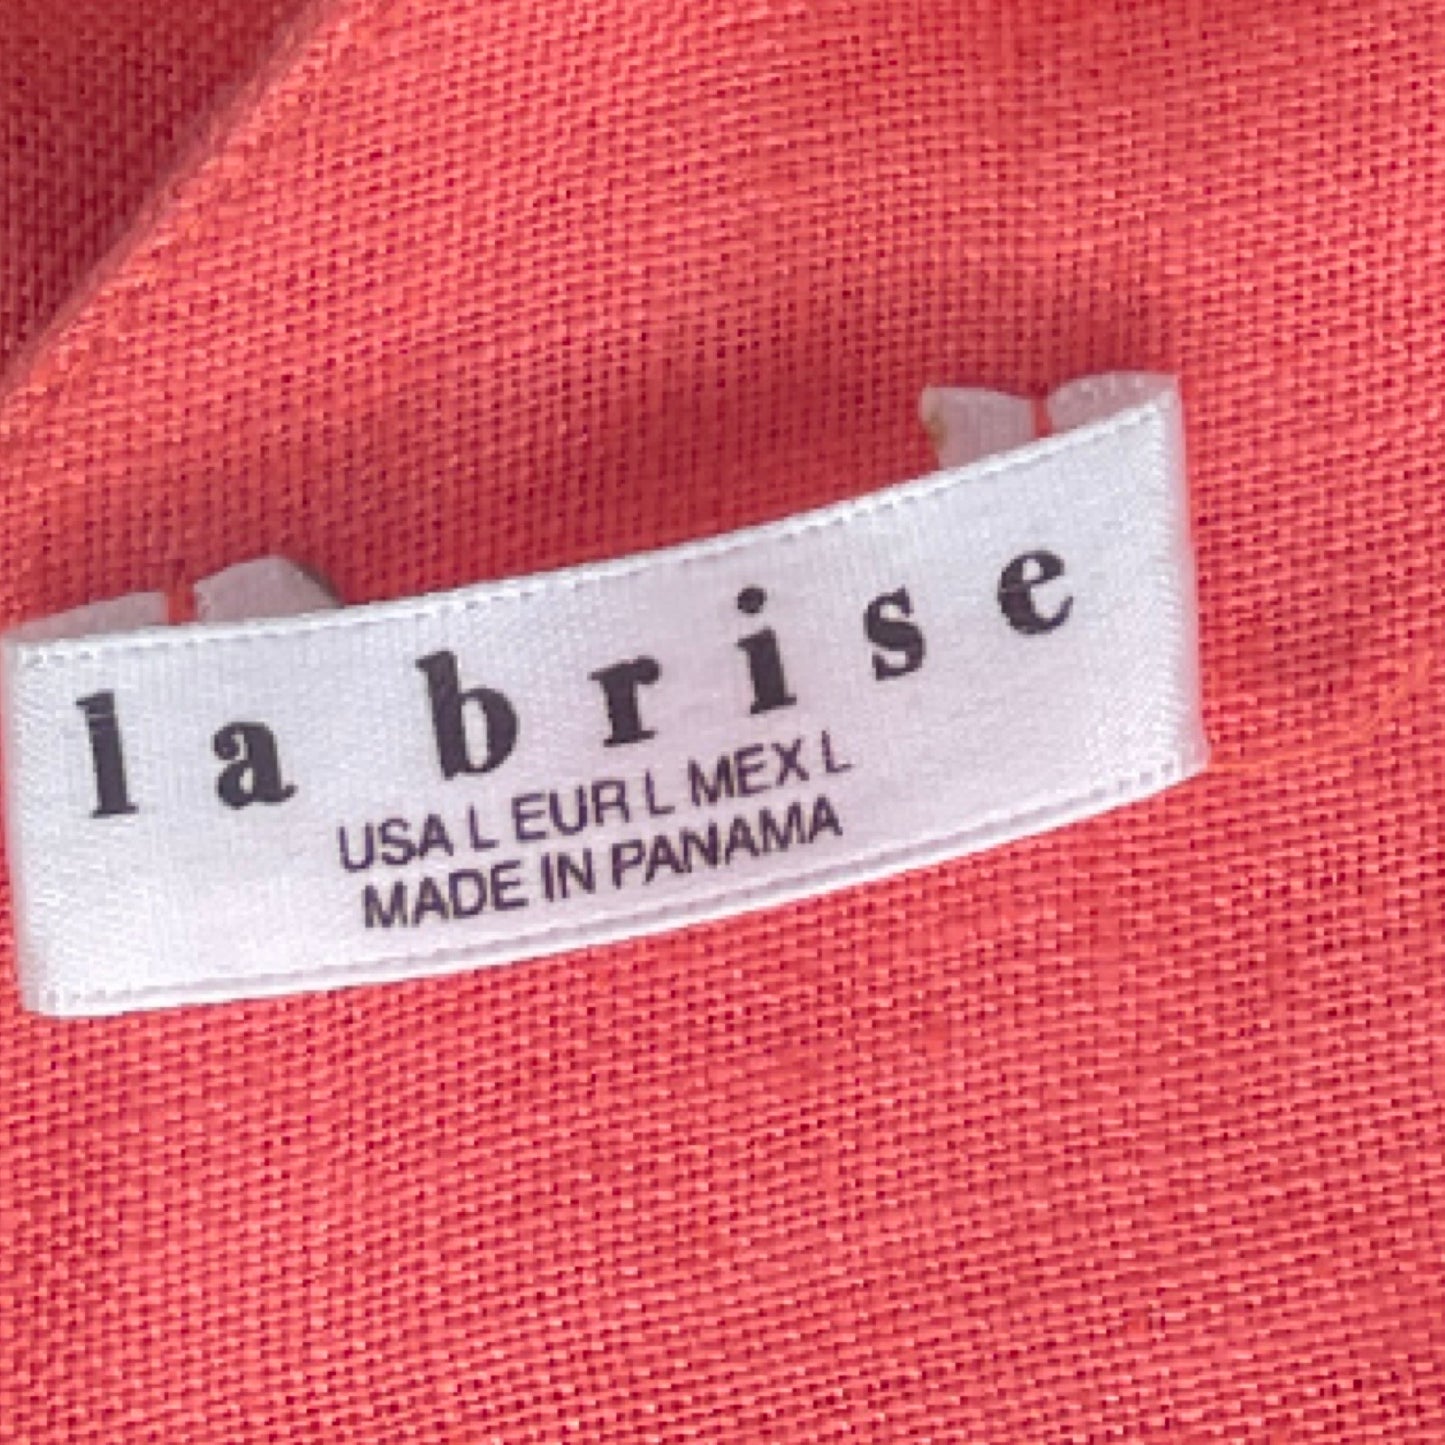 la brise
USA L EUR L MEX L
MADE IN PANAMA